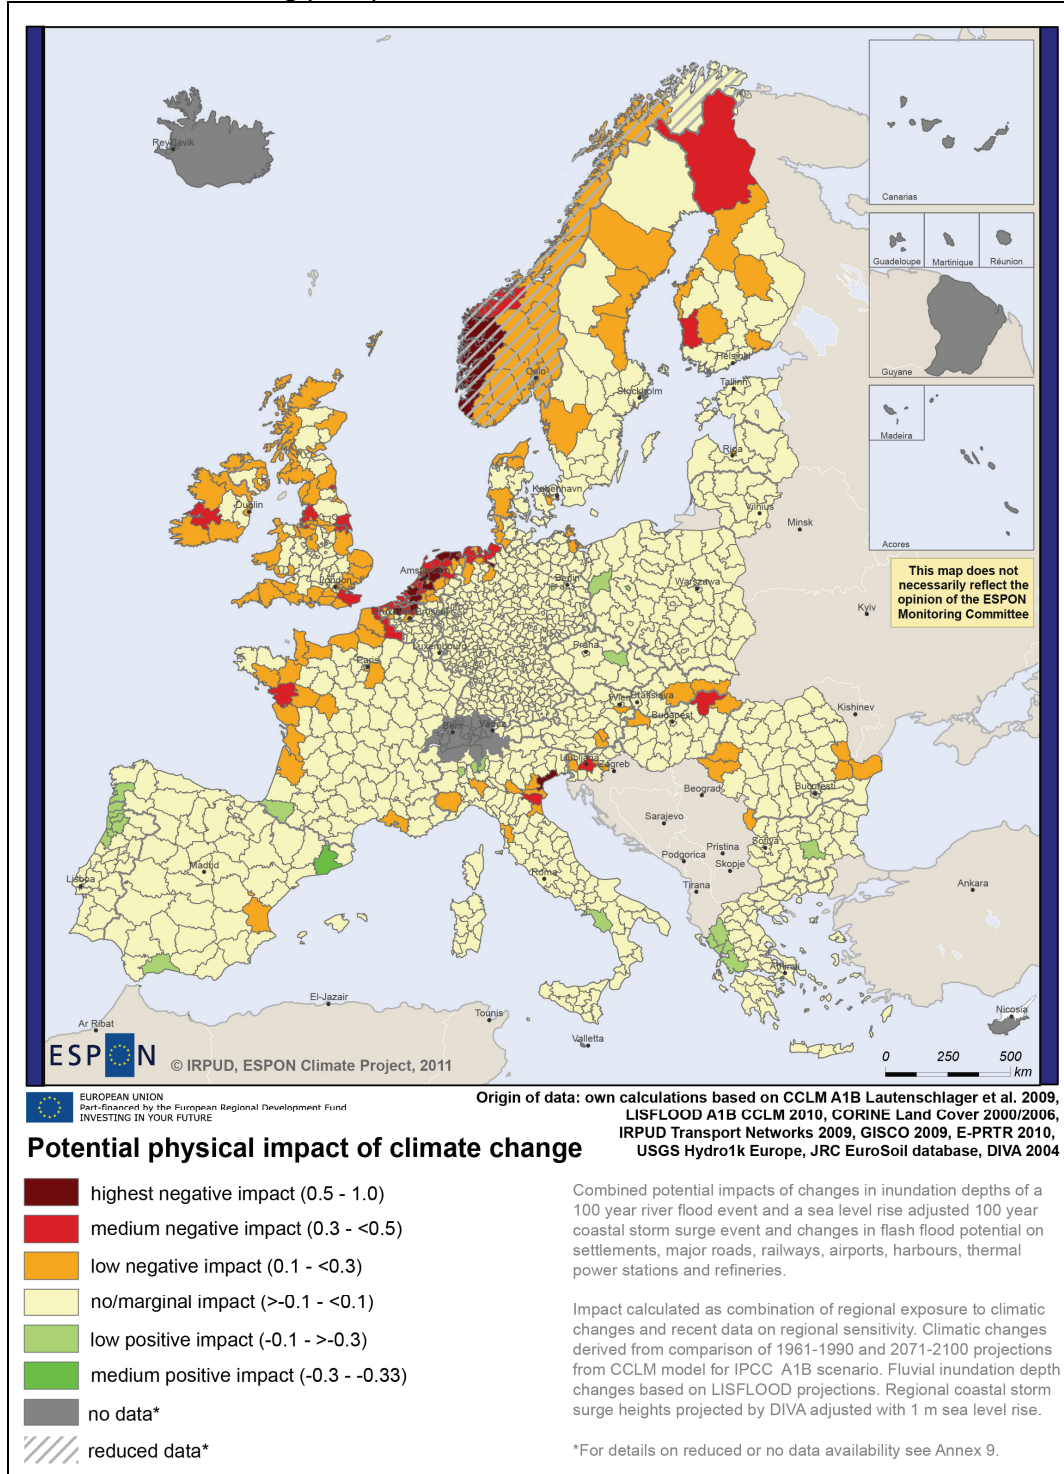 Reykjavik
Canarias
Guadeloupe
Martinique
Réunion
Guyane
Madeira
Acores
Oslo
Helsinki
Tallinn
Stockholm
Riga
København
Vilnius
Minsk
Dublin
London
Berlin
Warszawa
Kyiv
This map does not
necessarily reflect the
opinion of the ESPON
Monitoring Committee
Luxembourg
Praha
Paris
Wien
Bratislava
Budapest
Kishinev
Bern
Vaduz
Ljubljana
Zagreb
Beograd
Bucuresti
Sarajevo
Pristina
Sofiya
Podgorica
Skopje
Tirana
Roma
Madrid
Lisboa
Ankara
Athinai
El-Jazair
Tounis
Ar Ribat
Valletta
Nicosia
ESPON
© IRPUD, ESPON Climate Project, 2011
0 250 500
km
EUROPEAN UNION
Part-financed by the European Regional Development Fund
INVESTING IN YOUR FUTURE
Origin of data: own calculations based on CCLM A1B Lautenschlager et al. 2009,
LISFLOOD A1B CCLM 2010, CORINE Land Cover 2000/2006,
IRPUD Transport Networks 2009, GISCO 2009, E-PRTR 2010,
USGS Hydro1k Europe, JRC EuroSoil database, DIVA 2004
Potential physical impact of climate change
highest negative impact (0.5 - 1.0)
medium negative impact (0.3 - <0.5)
low negative impact (0.1 - <0.3)
no/marginal impact (>-0.1 - <0.1)
low positive impact (-0.1 - >-0.3)
medium positive impact (-0.3 - -0.33)
no data*
reduced data*
Combined potential impacts of changes in inundation depths of a
100 year river flood event and a sea level rise adjusted 100 year
coastal storm surge event and changes in flash flood potential on
settlements, major roads, railways, airports, harbours, thermal
power stations and refineries.
Impact calculated as combination of regional exposure to climatic
changes and recent data on regional sensitivity. Climatic changes
derived from comparison of 1961-1990 and 2071-2100 projections
from CCLM model for IPCC A1B scenario. Fluvial inundation depth
changes based on LISFLOOD projections. Regional coastal storm
surge heights projected by DIVA adjusted with 1 m sea level rise.
*For details on reduced or no data availability see Annex 9.